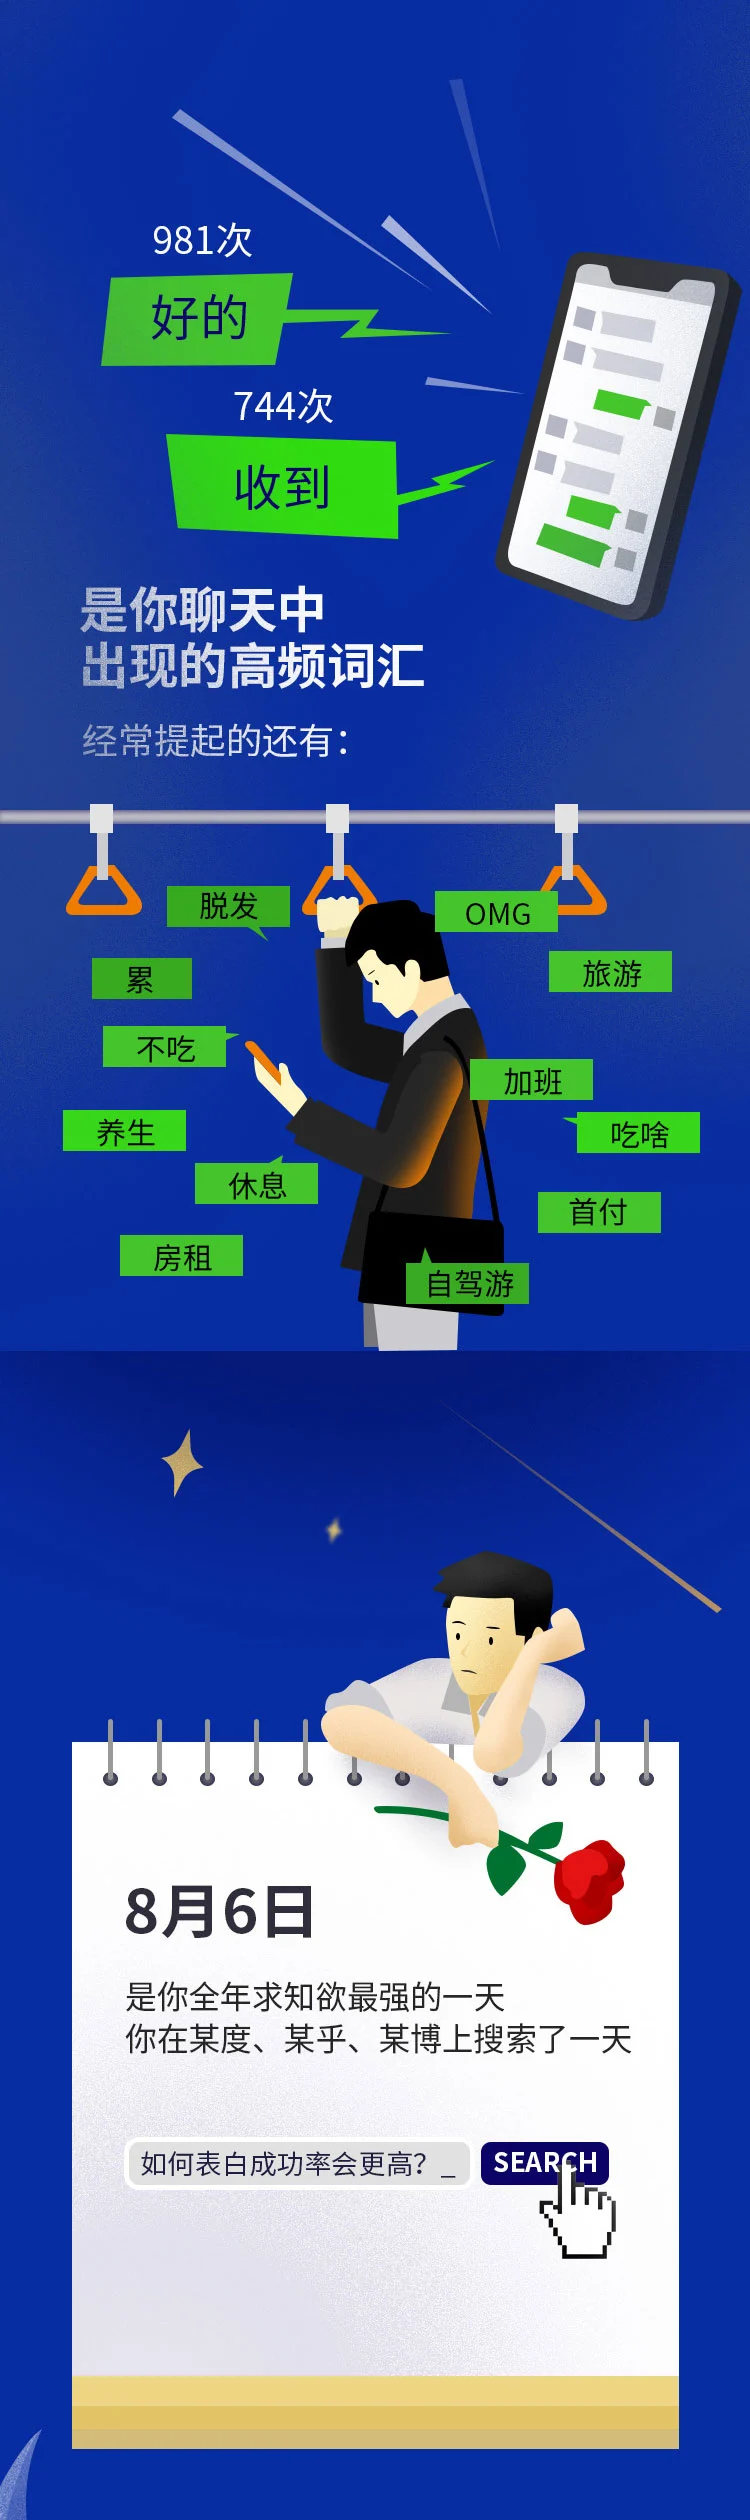 981次
好的
744次
收到
是你聊天中
出现的高频词汇
经常提起的还有：
脱发
OMG
累
旅游
不吃
加班
养生
吃啥
休息
首付
房租
自驾游
8月6日
是你全年求知欲最强的一天
你在某度、某乎、某博上搜索了一天
如何表白成功率会更高？_
SEARCH